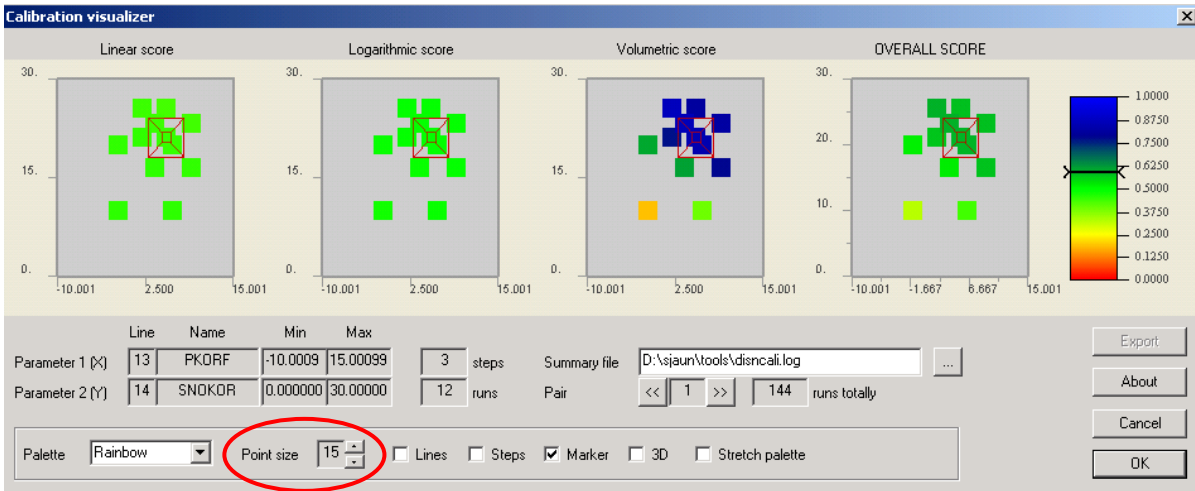 Calibration visualizer
Linear score Logarithmic score Volumetric score OVERALL SCORE
30. 30. 30. 30.
1.0000
0.8750
20. 0.7500
15. 15. 15. 0.6250
0.5000
10. 0.3750
0.2500
0.1250
0. 0. 0. 0. 0.0000
-10.001 2.500 15.001 -10.001 2.500 15.001 -10.001 2.500 15.001 -10.001 -1.667 6.667 15.001
Line Name Min Max
Parameter 1 (X) 13 PKORF -10.0009 15.00099 3 steps Summary file D:\sjaun\tools\disncali.log ... Export
Parameter 2 (Y) 14 SNOKOR 0.000000 30.00000 12 runs Pair << 1 >> 144 runs totally About
Cancel
Palette Rainbow Point size 15 Lines Steps Marker 3D Stretch palette OK